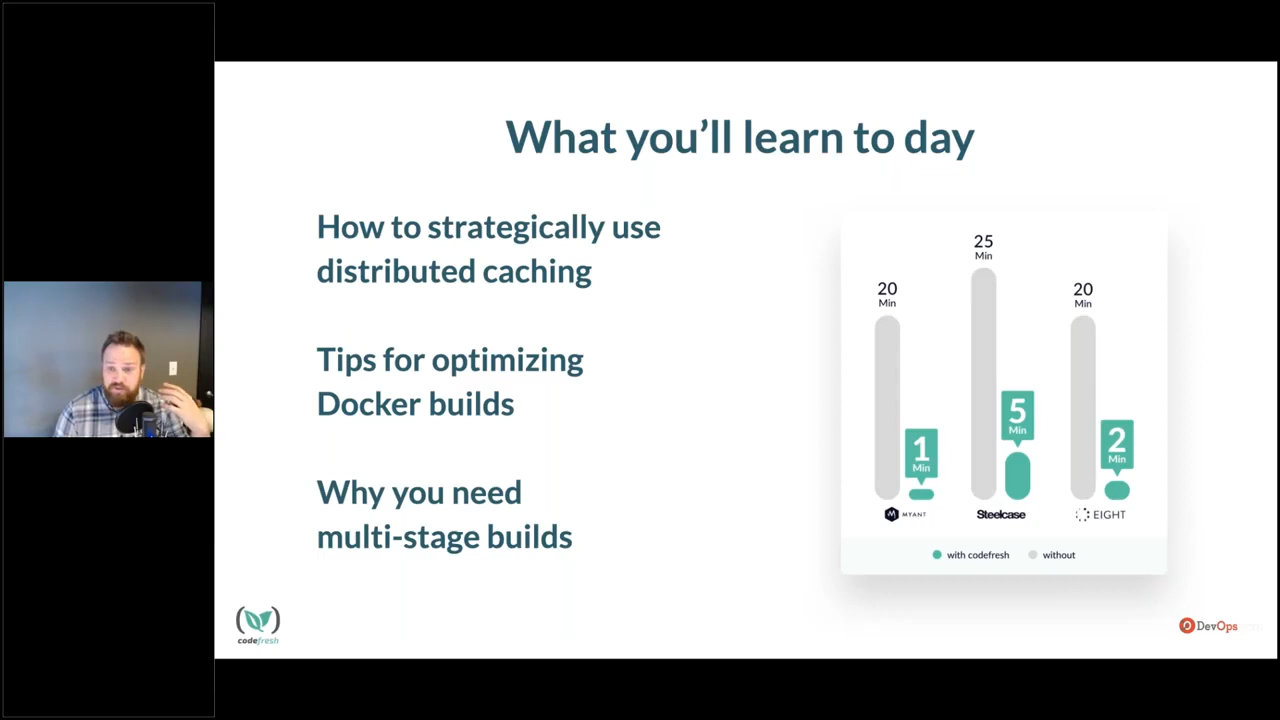 What you'll learn to day
How to strategically use
distributed caching
Tips for optimizing
Docker builds
Why you need
multi-stage builds
20
Min
1
Min
MYANT
25
Min
5
Min
Steelcase
20
Min
2
Min
EIGHT
with codefresh
without
codefresh
DevOps